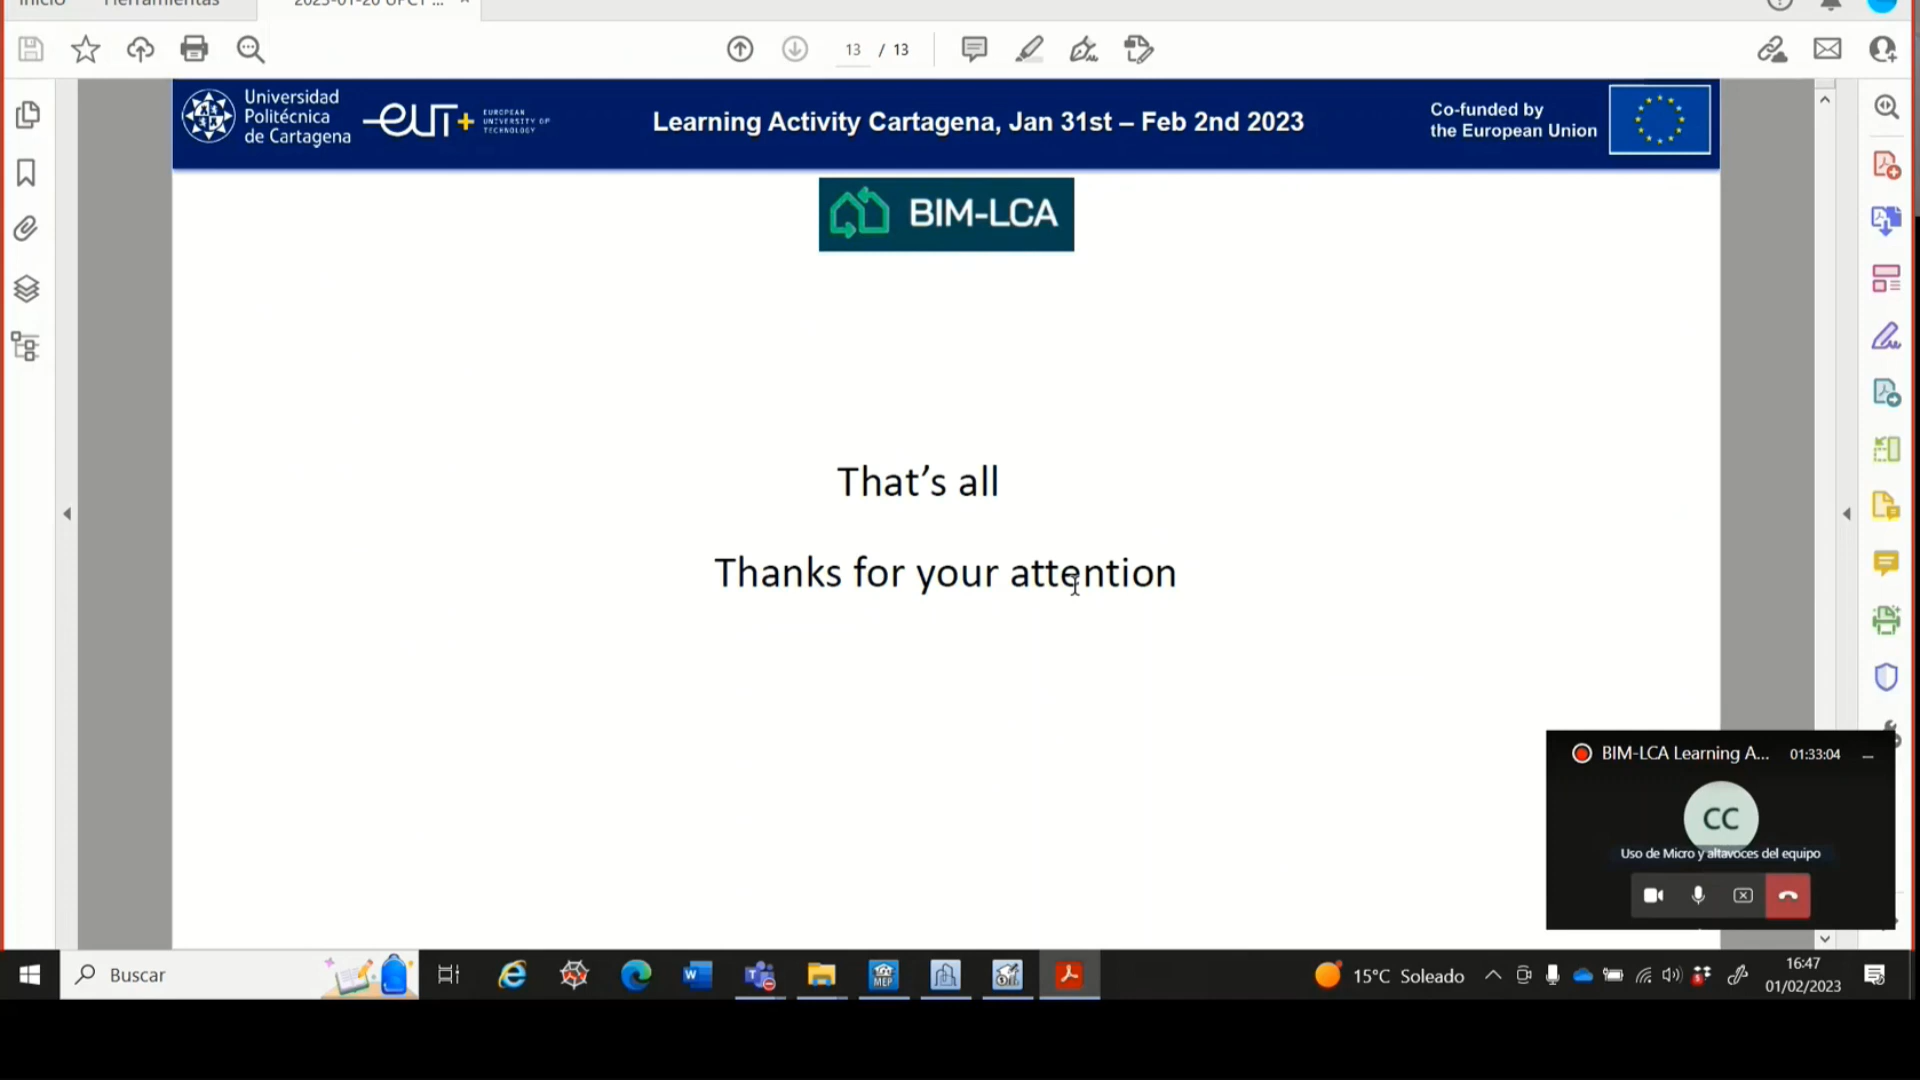 Inicio
Herramientas
2023-01-20 UPCT ...
13 / 13
Universidad
Politécnica
de Cartagena
EUT+
EUROPEAN
UNIVERSITY OF
TECHNOLOGY
Learning Activity Cartagena, Jan 31st – Feb 2nd 2023
Co-funded by
the European Union
BIM-LCA
That’s all
Thanks for your attention
BIM-LCA Learning A...
01:33:04
CC
Uso de Micro y altavoces del equipo
Buscar
MEP
15°C Soleado
16:47
01/02/2023